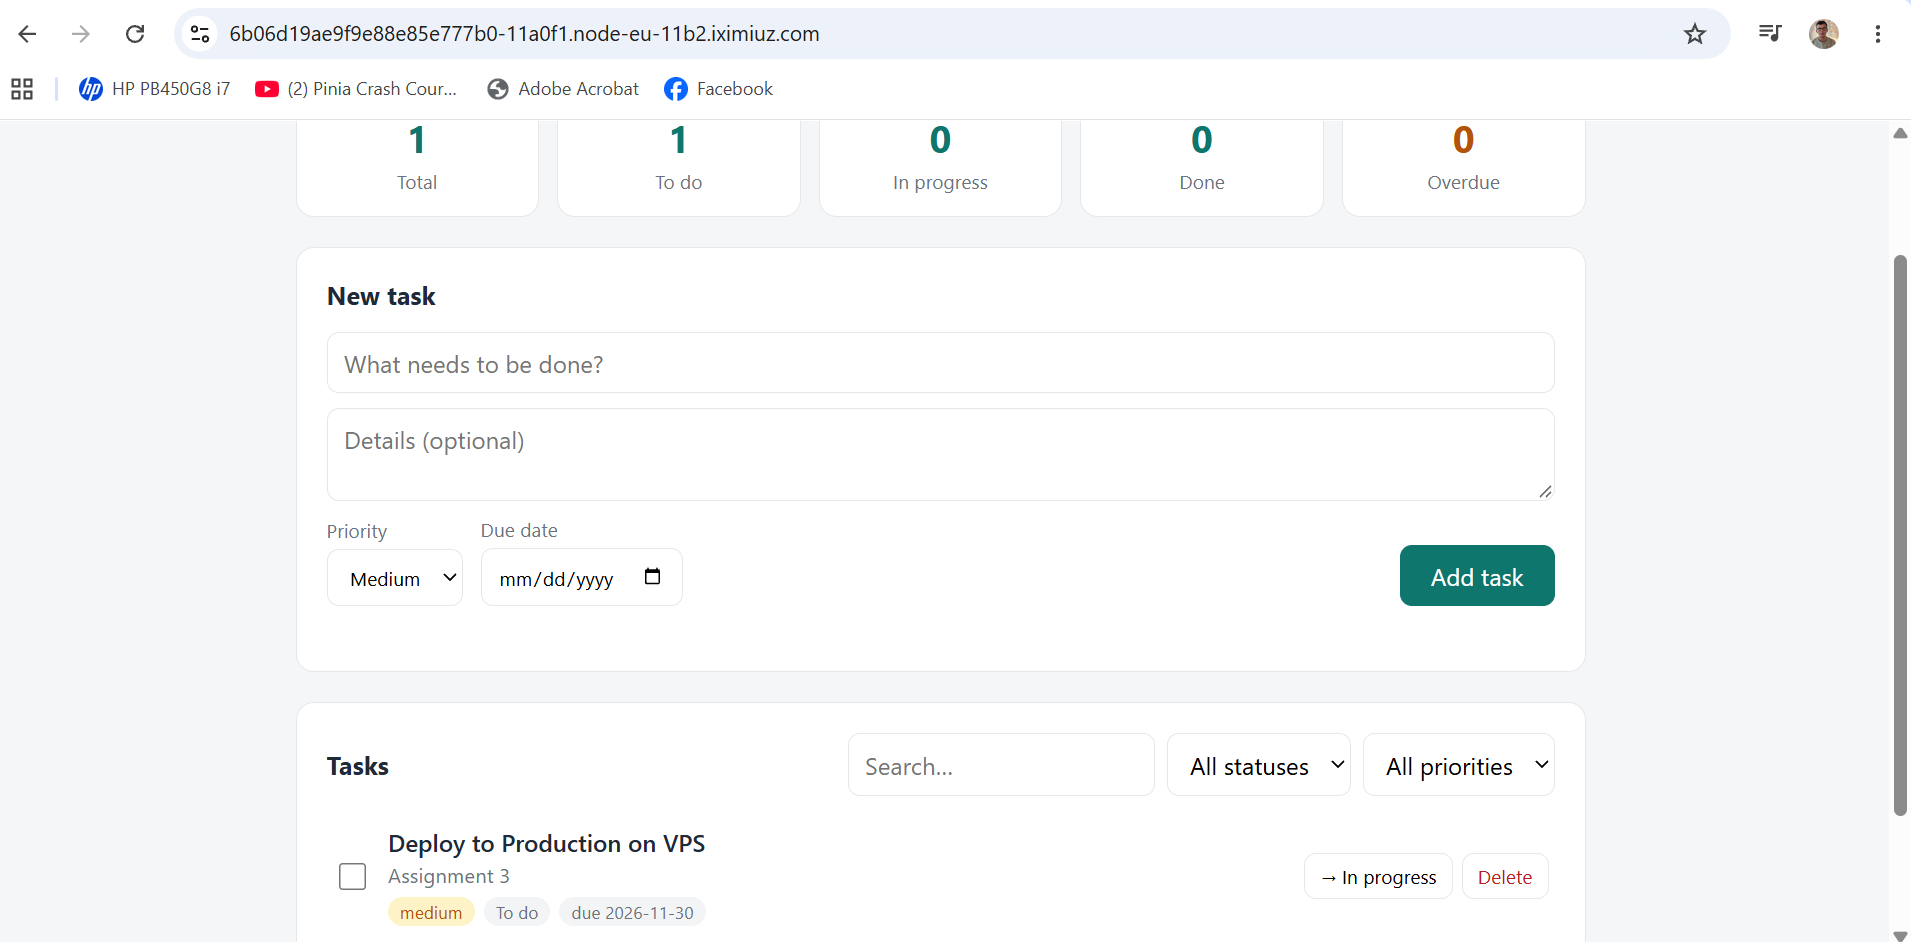 6b06d19ae9f9e88e85e777b0-11a0f1.node-eu-11b2.iximiuz.com
HP PB450G8 i7 (2) Pinia Crash Cour... Adobe Acrobat Facebook
1 1 0 0 0
Total To do In progress Done Overdue
New task
What needs to be done?
Details (optional)
Priority Due date
Medium mm/dd/yyyy Add task
Tasks Search... All statuses All priorities
Deploy to Production on VPS
Assignment 3
→ In progress Delete
medium To do due 2026-11-30